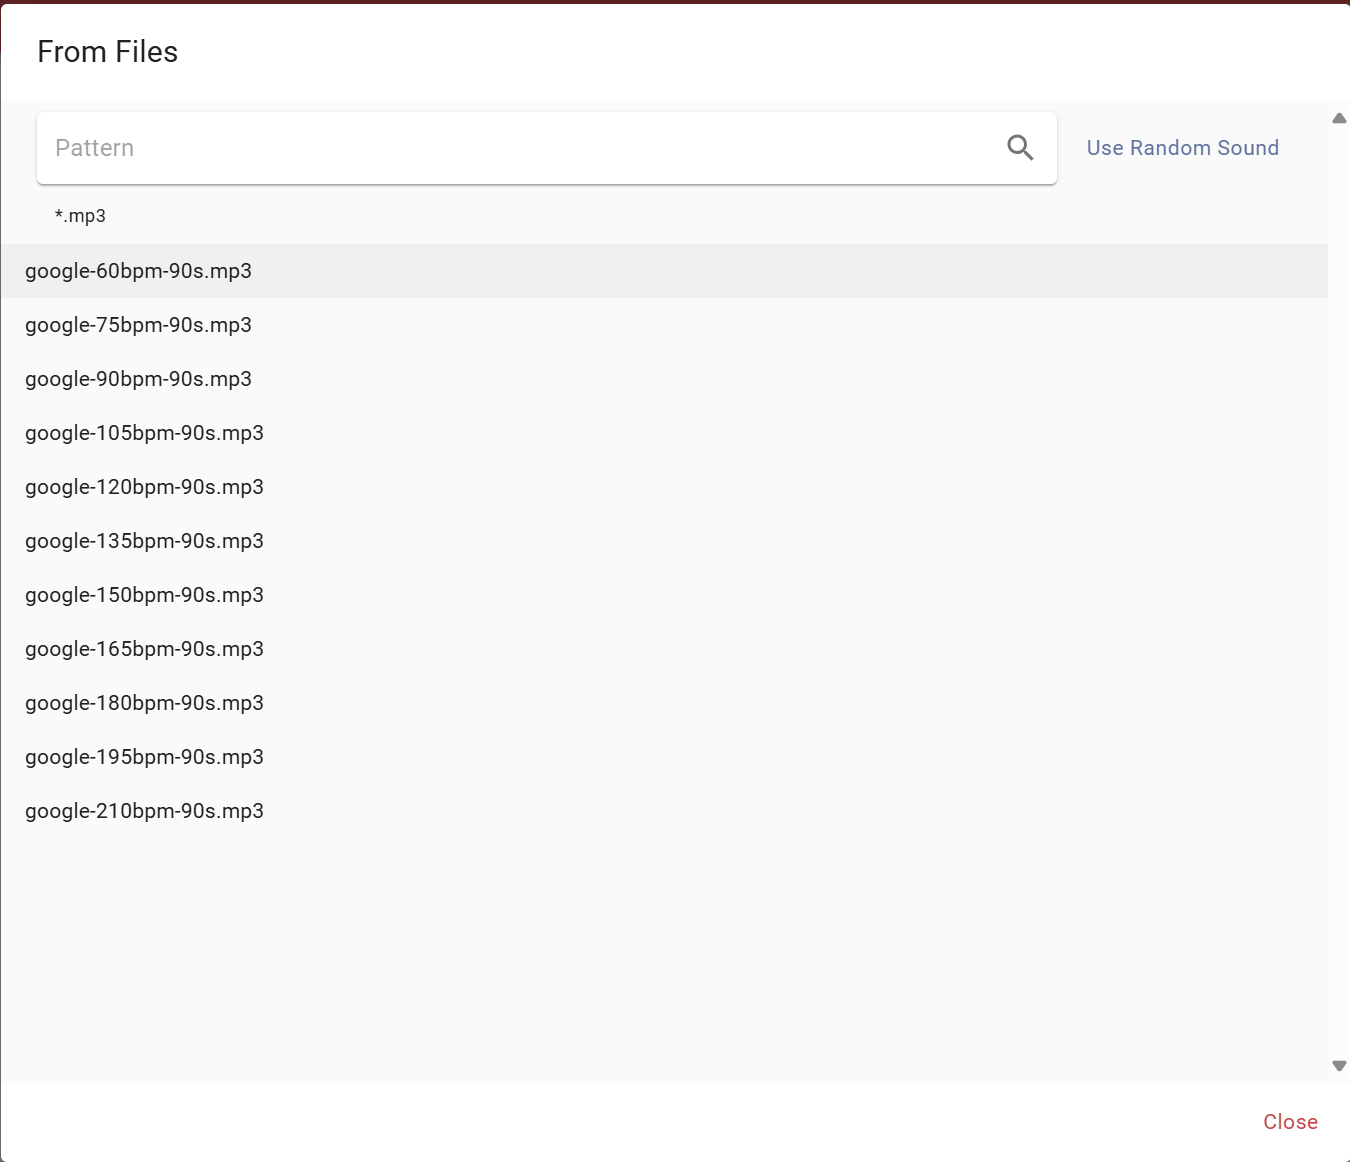 From Files
Pattern
Use Random Sound
*.mp3
google-60bpm-90s.mp3
google-75bpm-90s.mp3
google-90bpm-90s.mp3
google-105bpm-90s.mp3
google-120bpm-90s.mp3
google-135bpm-90s.mp3
google-150bpm-90s.mp3
google-165bpm-90s.mp3
google-180bpm-90s.mp3
google-195bpm-90s.mp3
google-210bpm-90s.mp3
Close